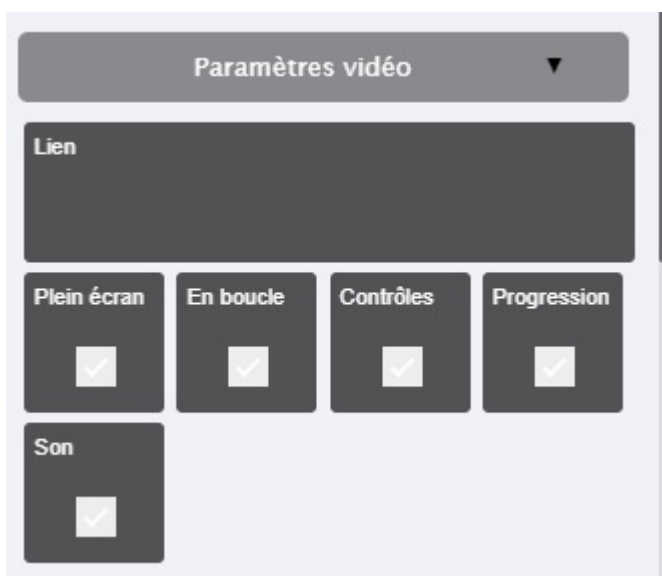 Paramètres vidéo ▼
Lien
Plein écran En boucle Contrôles Progression
Son